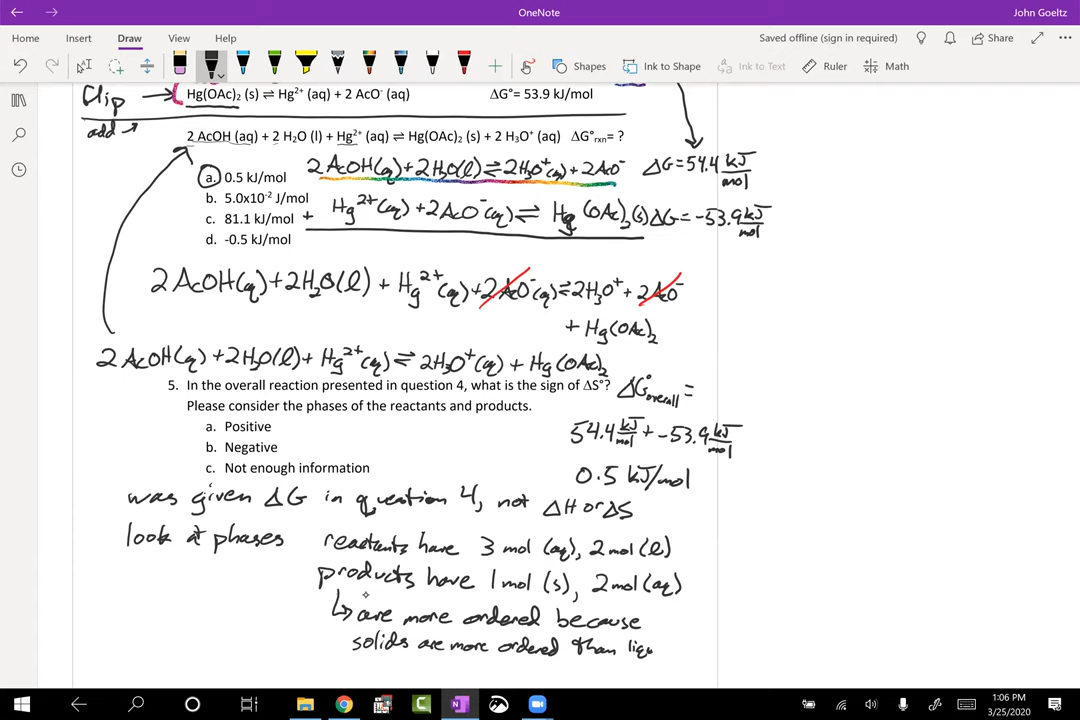 OneNote
John Goeltz
Home Insert Draw View Help
Saved offline (sign in required) Share
Shapes Ink to Shape Ink to Text Ruler Math
Clip → Hg(OAc)₂ (s) ⇌ Hg²⁺ (aq) + 2 AcO⁻ (aq) ΔG°= 53.9 kJ/mol
add
2 AcOH (aq) + 2 H₂O (l) + Hg²⁺ (aq) ⇌ Hg(OAc)₂ (s) + 2 H₃O⁺ (aq) ΔG°rxn= ?
2 AcOH(aq)+2H₂O(l)⇌2H₃O⁺(aq)+2AcO⁻ ΔG=54.4 kJ/mol
a. 0.5 kJ/mol
b. 5.0x10⁻² J/mol
+ Hg²⁺(aq)+2AcO⁻(aq)⇌ Hg(OAc)₂(s) ΔG=-53.9 kJ/mol
c. 81.1 kJ/mol
d. -0.5 kJ/mol
2 AcOH(aq)+2H₂O(l) + Hg²⁺(aq)+2AcO⁻(aq)⇌2H₃O⁺ + 2AcO⁻
+ Hg(OAc)₂
2 AcOH(aq)+2H₂O(l)+Hg²⁺(aq)⇌2H₃O⁺(aq) + Hg(OAc)₂
5. In the overall reaction presented in question 4, what is the sign of ΔS°?
Please consider the phases of the reactants and products.
ΔG°overall =
a. Positive
54.4 kJ/mol + -53.9 kJ/mol
b. Negative
c. Not enough information
0.5 kJ/mol
was given ΔG in question 4, not ΔH or ΔS
look at phases reactants have 3 mol (aq), 2 mol (l)
products have 1 mol (s), 2 mol (aq)
↳ are more ordered because
solids are more ordered than liqu
1:06 PM
3/25/2020